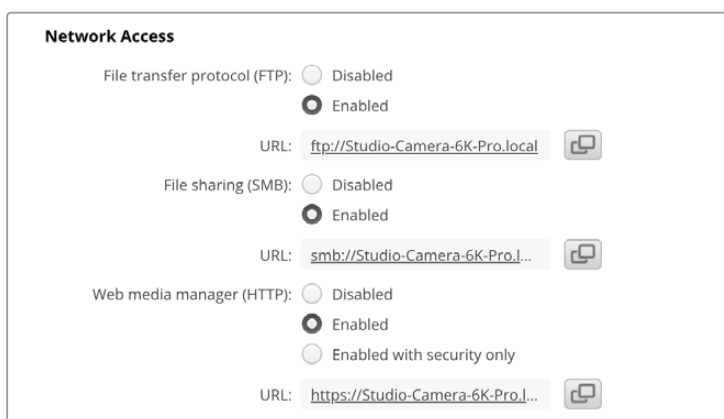 Network Access
File transfer protocol (FTP): Disabled
Enabled
URL: ftp://Studio-Camera-6K-Pro.local
File sharing (SMB): Disabled
Enabled
URL: smb://Studio-Camera-6K-Pro.l...
Web media manager (HTTP): Disabled
Enabled
Enabled with security only
URL: https://Studio-Camera-6K-Pro.l...